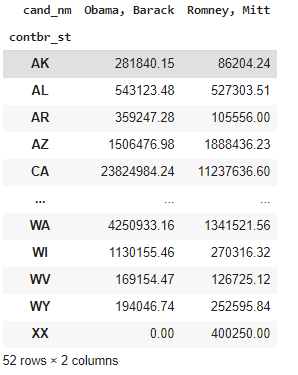 cand_nm Obama, Barack Romney, Mitt
contbr_st
AK 281840.15 86204.24
AL 543123.48 527303.51
AR 359247.28 105556.00
AZ 1506476.98 1888436.23
CA 23824984.24 11237636.60
... ... ...
WA 4250933.16 1341521.56
WI 1130155.46 270316.32
WV 169154.47 126725.12
WY 194046.74 252595.84
XX 0.00 400250.00
52 rows × 2 columns